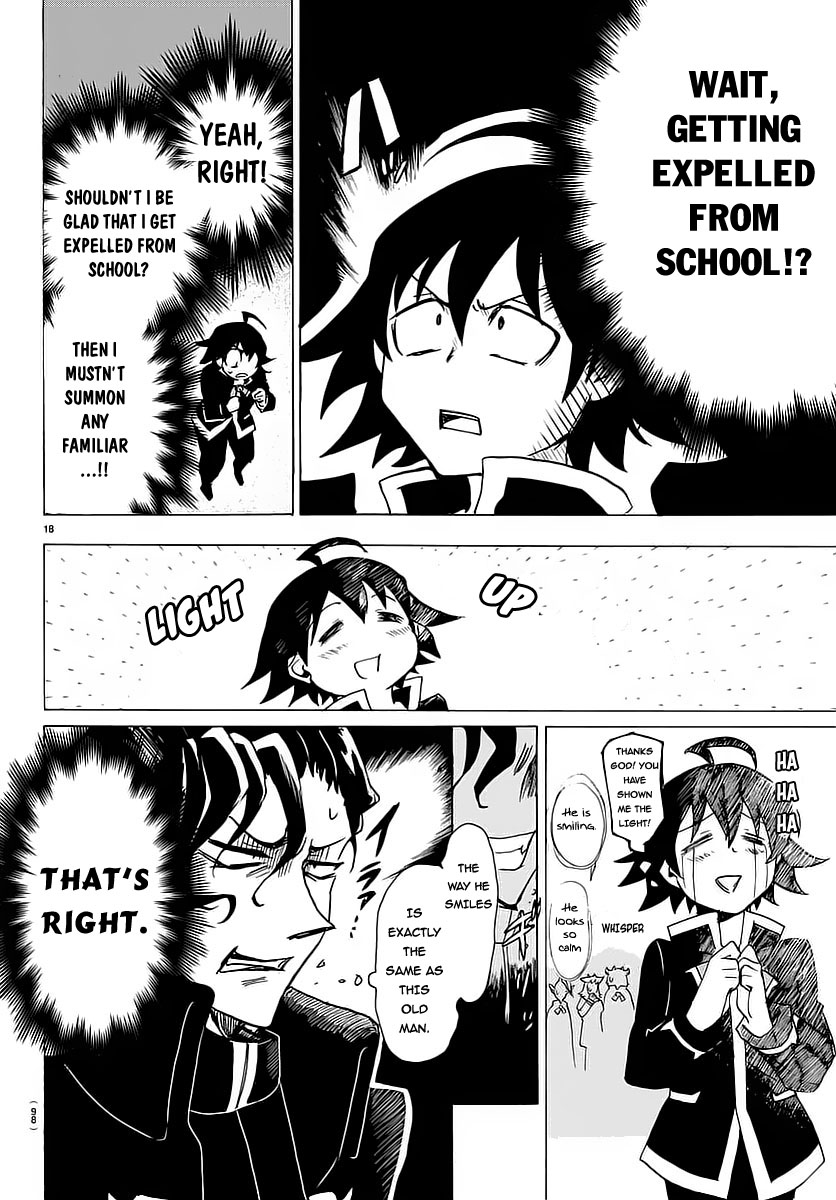 WAIT,
GETTING
EXPELLED
FROM
SCHOOL!?
YEAH,
RIGHT!
SHOULDN'T I BE
GLAD THAT I GET
EXPELLED FROM
SCHOOL?
THEN I
MUSTN'T
SUMMON
ANY
FAMILIAR
...!!
18
LIGHT
UP
HA
HA
HA
THANKS
GOD! YOU
HAVE
SHOWN
ME THE
LIGHT!
He is
smiling.
He
looks
so
calm
WHISPER
THE
WAY HE
SMILES
IS
EXACTLY
THE
SAME AS
THIS
OLD
MAN.
THAT'S
RIGHT.
(98)